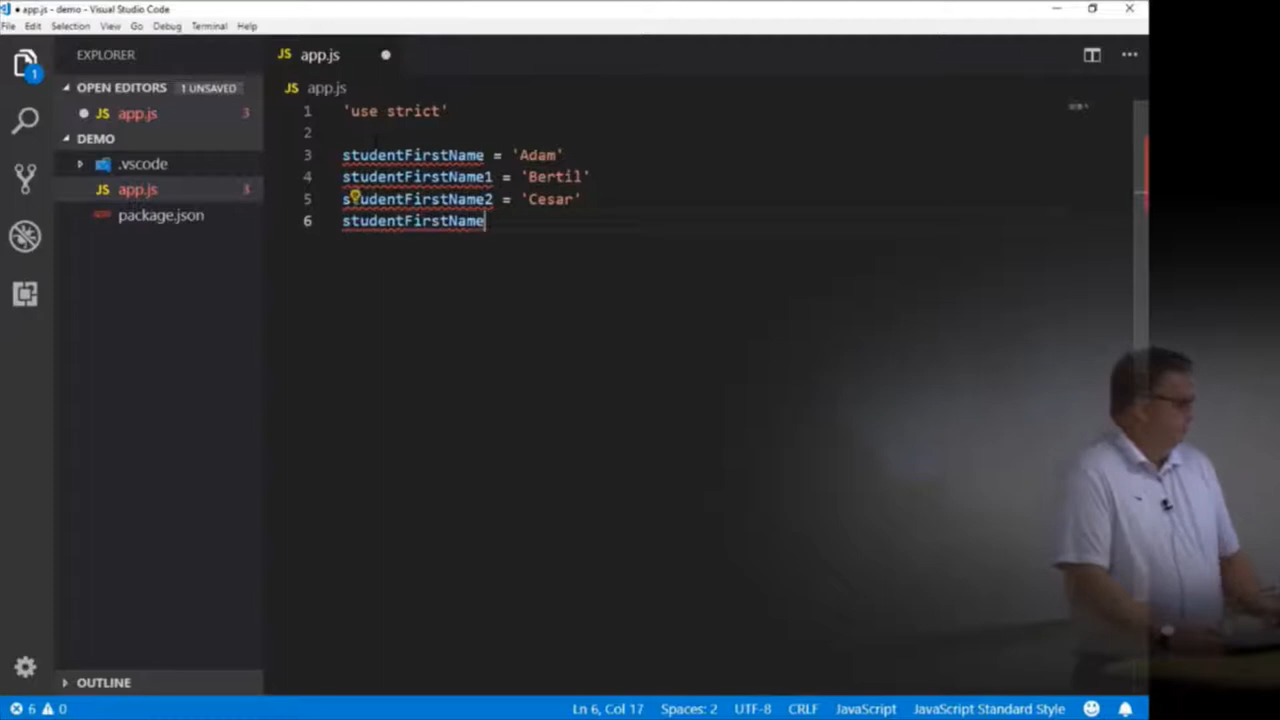 app.js - demo - Visual Studio Code
File Edit Selection View Go Debug Terminal Help
EXPLORER
JS app.js
1
OPEN EDITORS 1 UNSAVED
JS app.js 3
DEMO
.vscode
JS app.js 3
package.json
JS app.js
1 'use strict'
2
3 studentFirstName = 'Adam'
4 studentFirstName1 = 'Bertil'
5 studentFirstName2 = 'Cesar'
6 studentFirstName
OUTLINE
6 0 Ln 6, Col 17 Spaces: 2 UTF-8 CRLF JavaScript JavaScript Standard Style